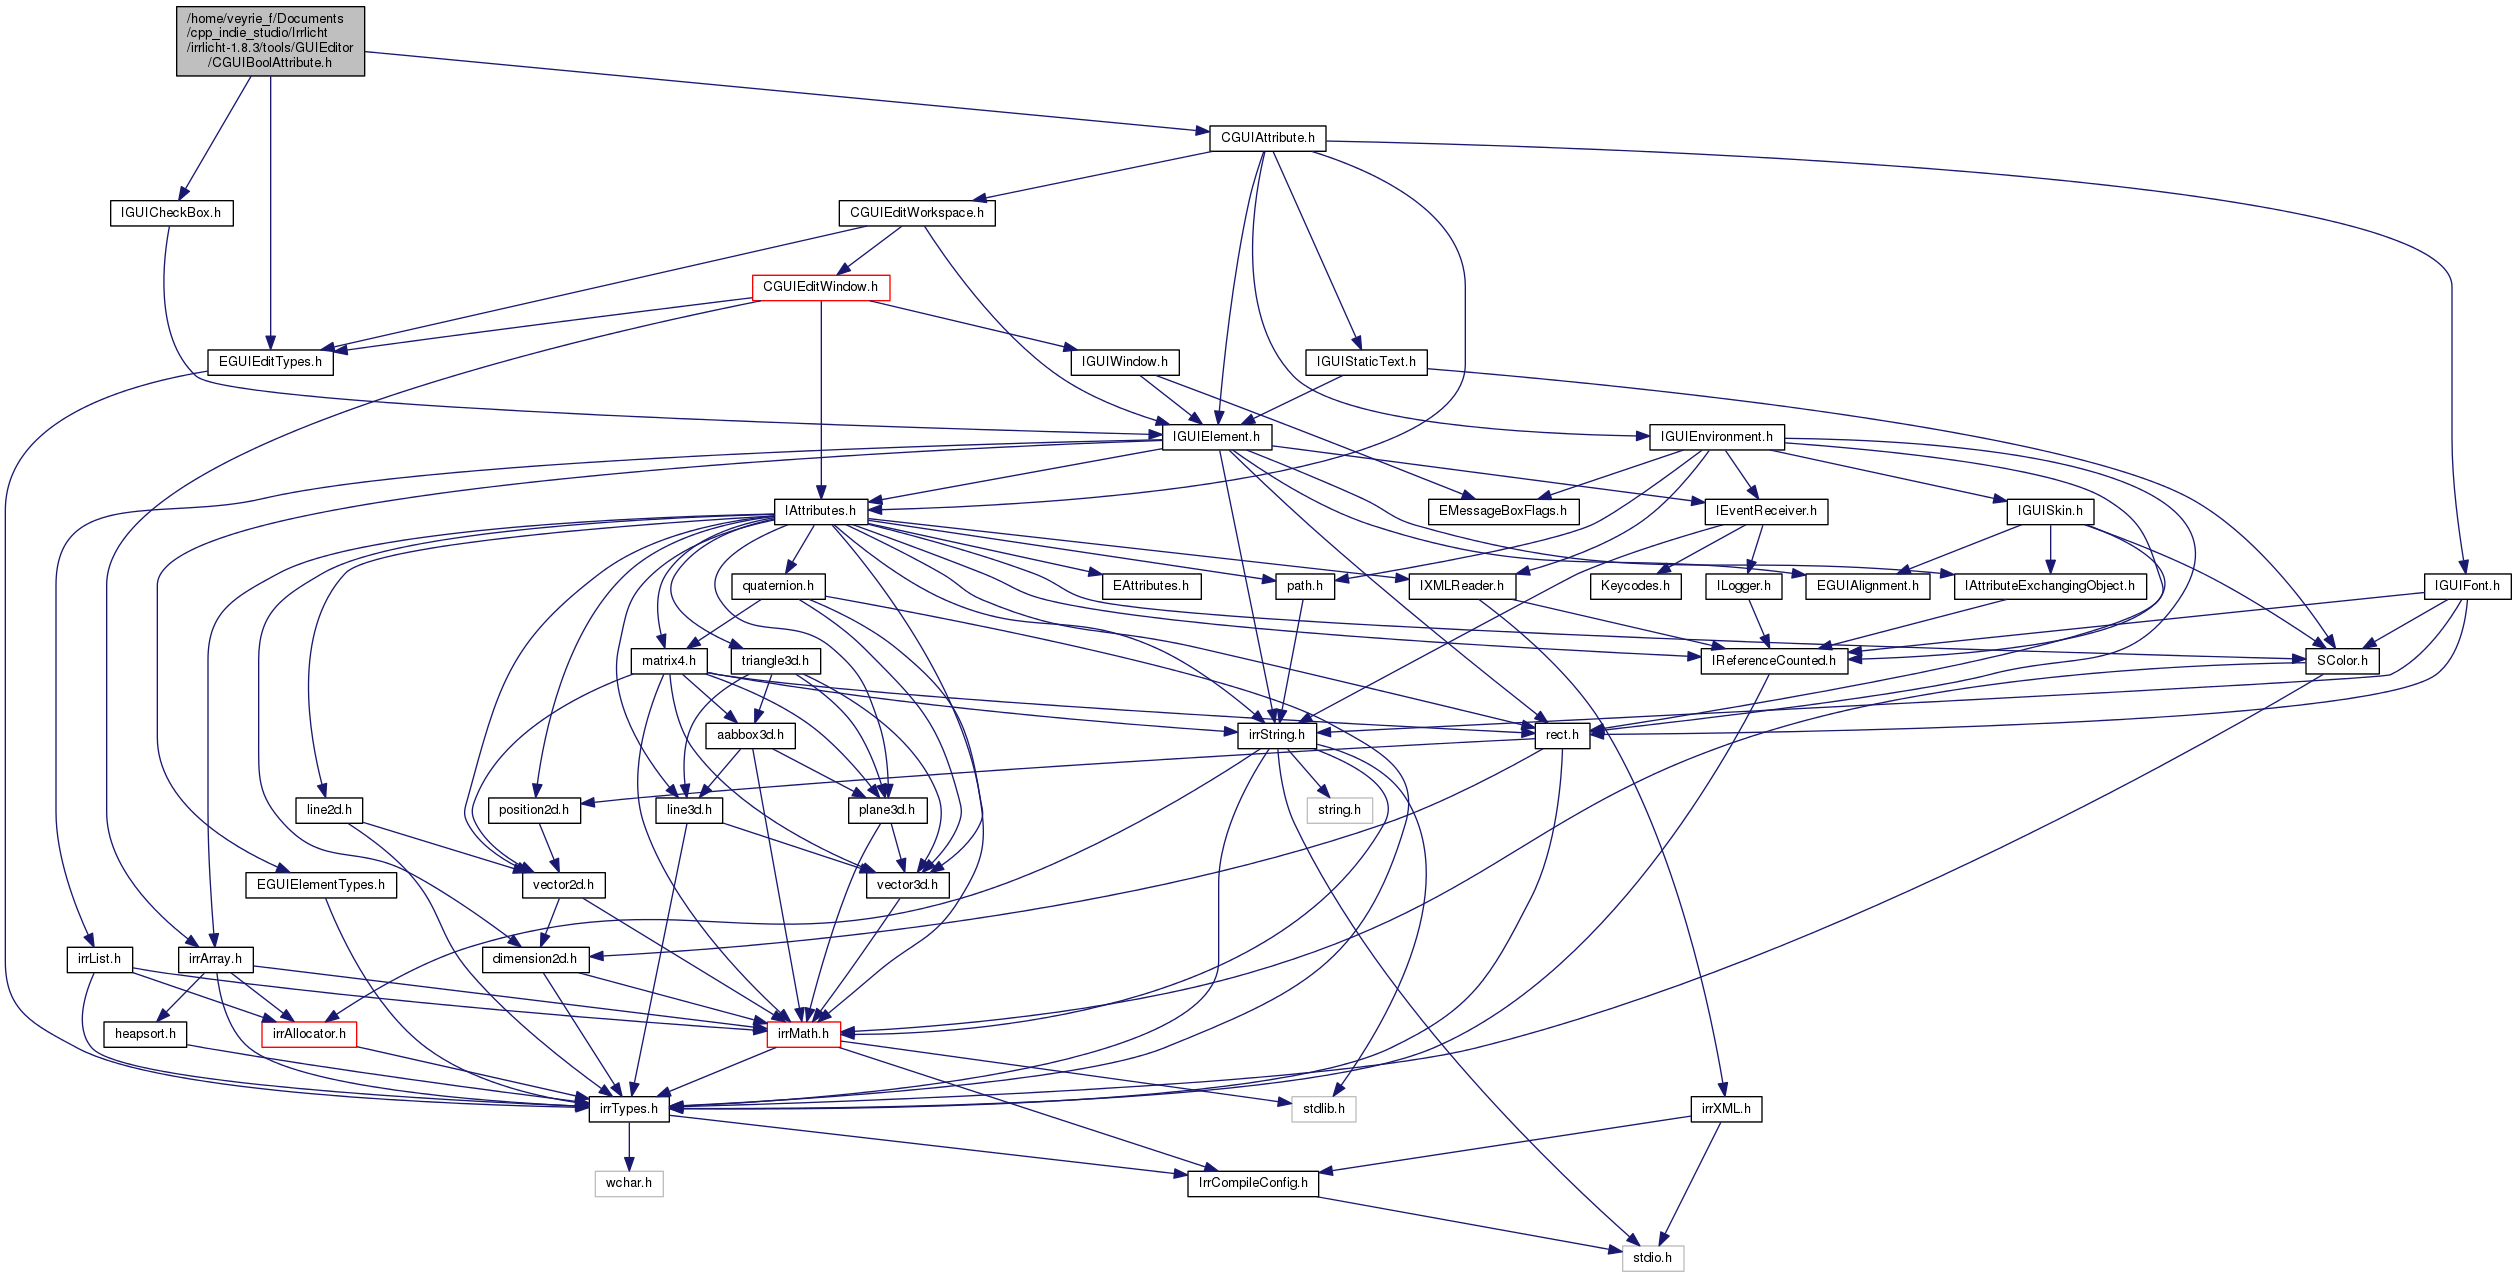 /home/veyrie_f/Documents
/cpp_indie_studio/Irrlicht
/irrlicht-1.8.3/tools/GUIEditor
/CGUIBoolAttribute.h
CGUIAttribute.h
IGUICheckBox.h
CGUIEditWorkspace.h
CGUIEditWindow.h
EGUIEditTypes.h
IGUIWindow.h
IGUIStaticText.h
IGUIElement.h
IGUIEnvironment.h
IAttributes.h
EMessageBoxFlags.h
IEventReceiver.h
IGUISkin.h
quaternion.h
EAttributes.h
path.h
IXMLReader.h
Keycodes.h
ILogger.h
EGUIAlignment.h
IAttributeExchangingObject.h
IGUIFont.h
matrix4.h
triangle3d.h
IReferenceCounted.h
SColor.h
aabbox3d.h
irrString.h
rect.h
line2d.h
position2d.h
line3d.h
plane3d.h
string.h
EGUIElementTypes.h
vector2d.h
vector3d.h
irrList.h
irrArray.h
dimension2d.h
heapsort.h
irrAllocator.h
irrMath.h
irrTypes.h
stdlib.h
irrXML.h
wchar.h
IrrCompileConfig.h
stdio.h